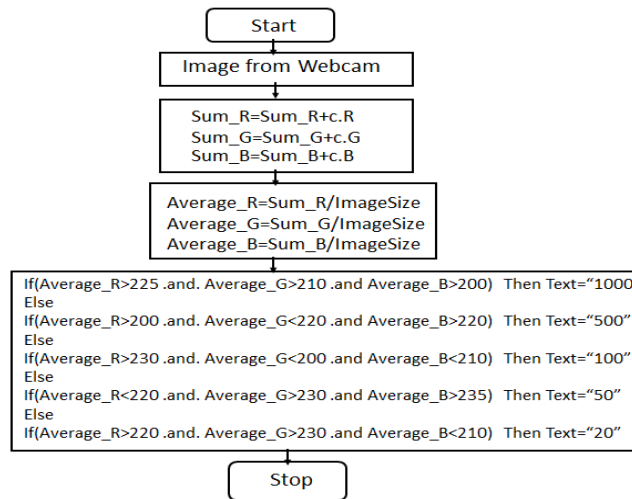 Start
Image from Webcam
Sum_R=Sum_R+c.R
Sum_G=Sum_G+c.G
Sum_B=Sum_B+c.B
Average_R=Sum_R/ImageSize
Average_G=Sum_G/ImageSize
Average_B=Sum_B/ImageSize
If(Average_R>225 .and. Average_G>210 .and Average_B>200) Then Text=“1000
Else
If(Average_R>200 .and. Average_G<220 .and Average_B>220) Then Text=“500”
Else
If(Average_R>230 .and. Average_G<200 .and Average_B<210) Then Text=“100”
Else
If(Average_R<220 .and. Average_G>230 .and Average_B>235) Then Text=“50”
Else
If(Average_R>220 .and. Average_G>230 .and Average_B<210) Then Text=“20”
Stop